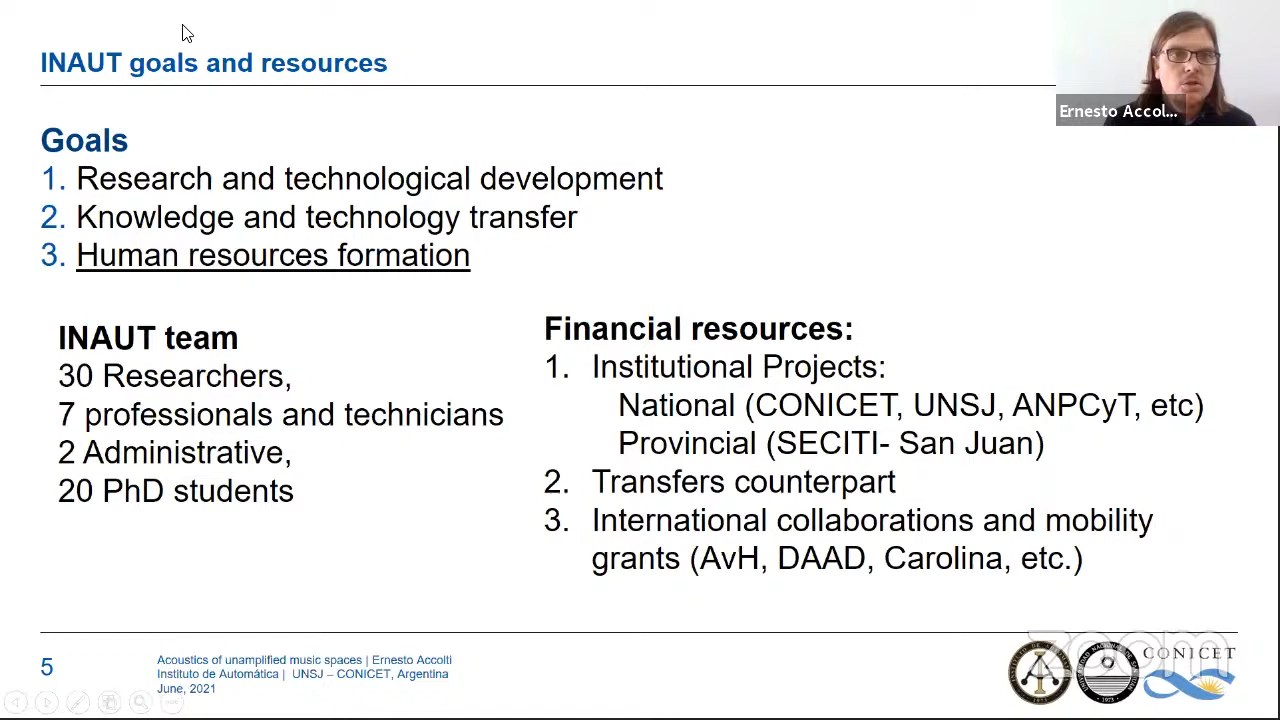 INAUT goals and resources
Ernesto Accol...
Goals
1. Research and technological development
2. Knowledge and technology transfer
3. Human resources formation
INAUT team
30 Researchers,
7 professionals and technicians
2 Administrative,
20 PhD students
Financial resources:
1. Institutional Projects:
National (CONICET, UNSJ, ANPCyT, etc)
Provincial (SECITI- San Juan)
2. Transfers counterpart
3. International collaborations and mobility
grants (AvH, DAAD, Carolina, etc.)
5
Acoustics of unamplified music spaces | Ernesto Accolti
Instituto de Automática | UNSJ – CONICET, Argentina
June, 2021
zoom
CONICET